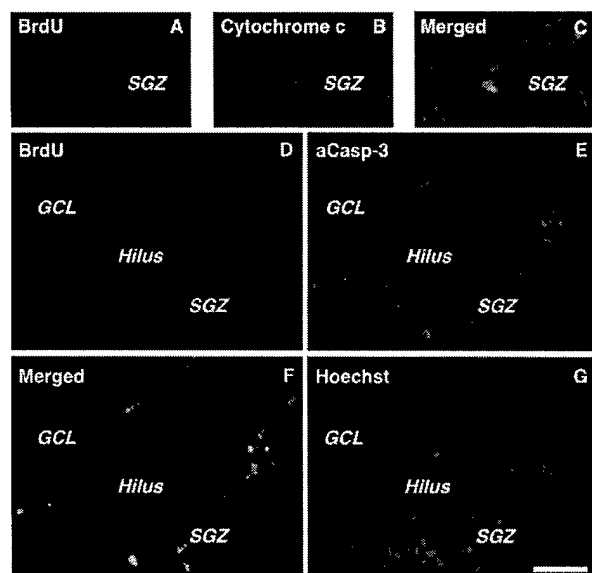 BrdU A
SGZ
Cytochrome c B
SGZ
Merged C
SGZ
BrdU D
GCL
Hilus
SGZ
aCasp-3 E
GCL
Hilus
SGZ
Merged F
GCL
Hilus
SGZ
Hoechst G
GCL
Hilus
SGZ